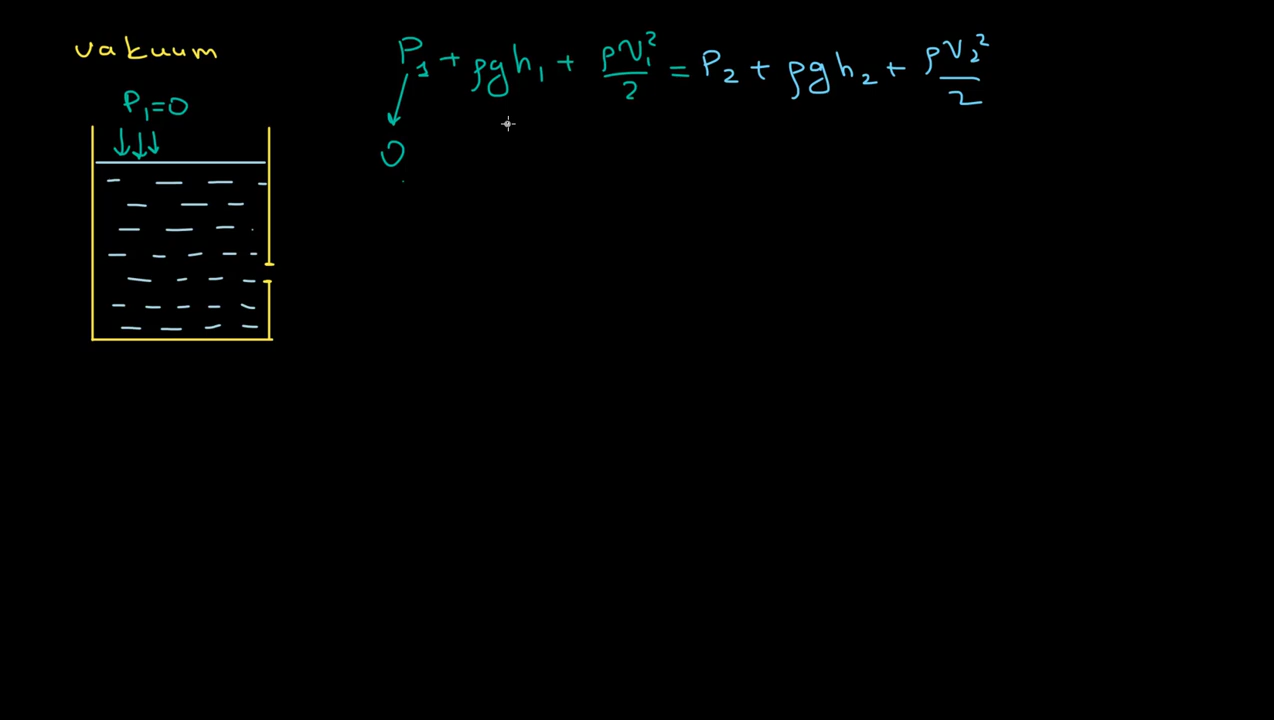 vakuum
P₁ + ρgh₁ + ρv₁²/2 = P₂ + ρgh₂ + ρv₂²/2
P₁=0
0